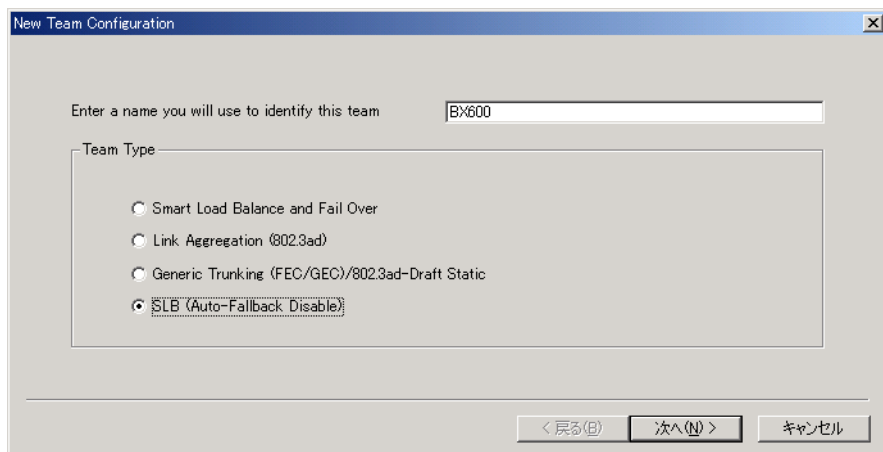 New Team Configuration
Enter a name you will use to identify this team
BX600
Team Type
Smart Load Balance and Fail Over
Link Aggregation (802.3ad)
Generic Trunking (FEC/GEC)/802.3ad-Draft Static
SLB (Auto-Fallback Disable)
< 戻る(B)
次へ(N) >
キャンセル